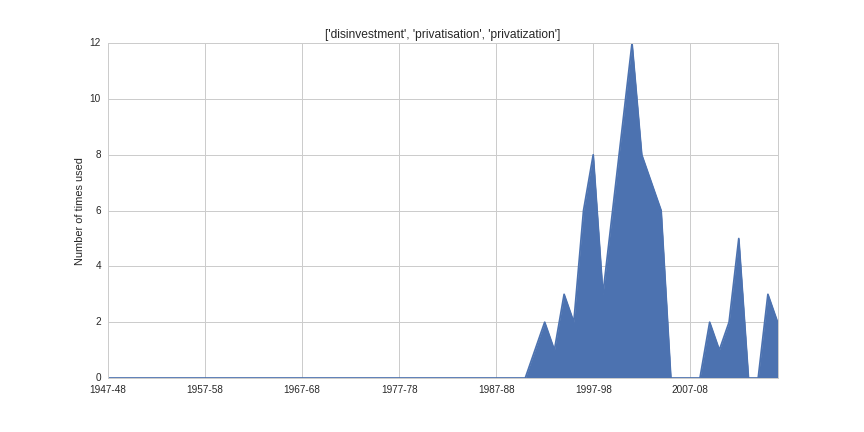 ['disinvestment', 'privatisation', 'privatization']
Number of times used
12
10
8
6
4
2
0
1947-48 1957-58 1967-68 1977-78 1987-88 1997-98 2007-08